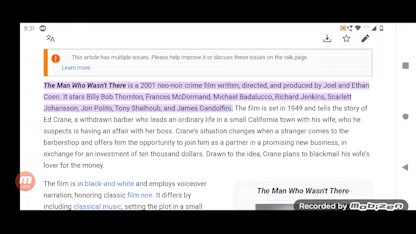 9:31
This article has multiple issues. Please help improve it or discuss these issues on the talk page.
Learn more.
The Man Who Wasn't There is a 2001 neo-noir crime film written, directed, and produced by Joel and Ethan
Coen. It stars Billy Bob Thornton, Frances McDormand, Michael Badalucco, Richard Jenkins, Scarlett
Johansson, Jon Polito, Tony Shalhoub, and James Gandolfini. The film is set in 1949 and tells the story of
Ed Crane, a withdrawn barber who leads an ordinary life in a small California town with his wife, who he
suspects is having an affair with her boss. Crane's situation changes when a stranger comes to the
barbershop and offers him the opportunity to join him as a partner in a promising new business, in
exchange for an investment of ten thousand dollars. Drawn to the idea, Crane plans to blackmail his wife's
lover for the money.
The film is in black-and-white and employs voiceover
narration, honoring classic film noir. It differs by
including classical music, setting the plot in a small
The Man Who Wasn't There
Recorded by mobizen